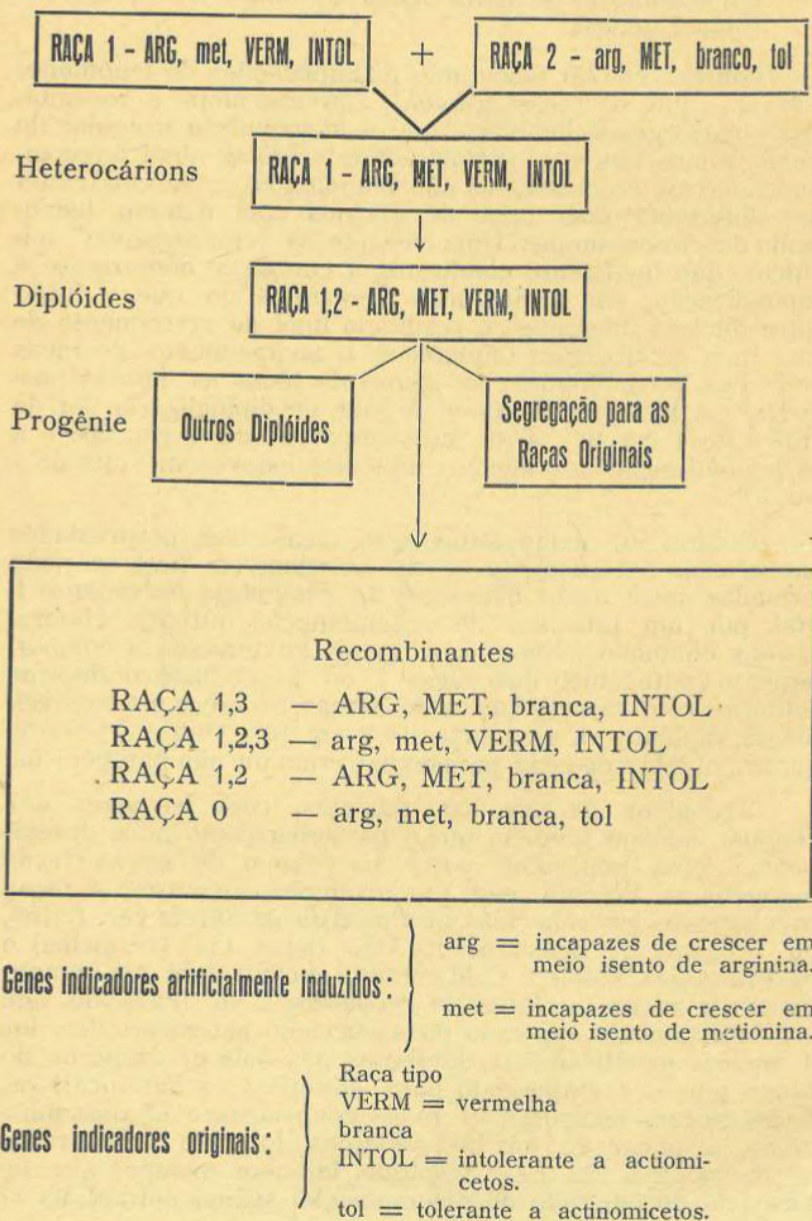 RAÇA 1 - ARG, met, VERM, INTOL + RAÇA 2 - arg, MET, branco, tol
Heterocárions RAÇA 1 - ARG, MET, VERM, INTOL
Diplóides RAÇA 1,2 - ARG, MET, VERM, INTOL
Progênie Outros Diplóides Segregação para as
Raças Originais
Recombinantes
RAÇA 1,3 — ARG, MET, branca, INTOL
RAÇA 1,2,3 — arg, met, VERM, INTOL
RAÇA 1,2 — ARG, MET, branca, INTOL
RAÇA 0 — arg, met, branca, tol
Genes indicadores artificialmente induzidos:
arg = incapazes de crescer em
meio isento de arginina.
met = incapazes de crescer em
meio isento de metionina.
Genes indicadores originais:
Raça tipo
VERM = vermelha
branca
INTOL = intolerante a actiomi-
cetos.
tol = tolerante a actinomicetos.